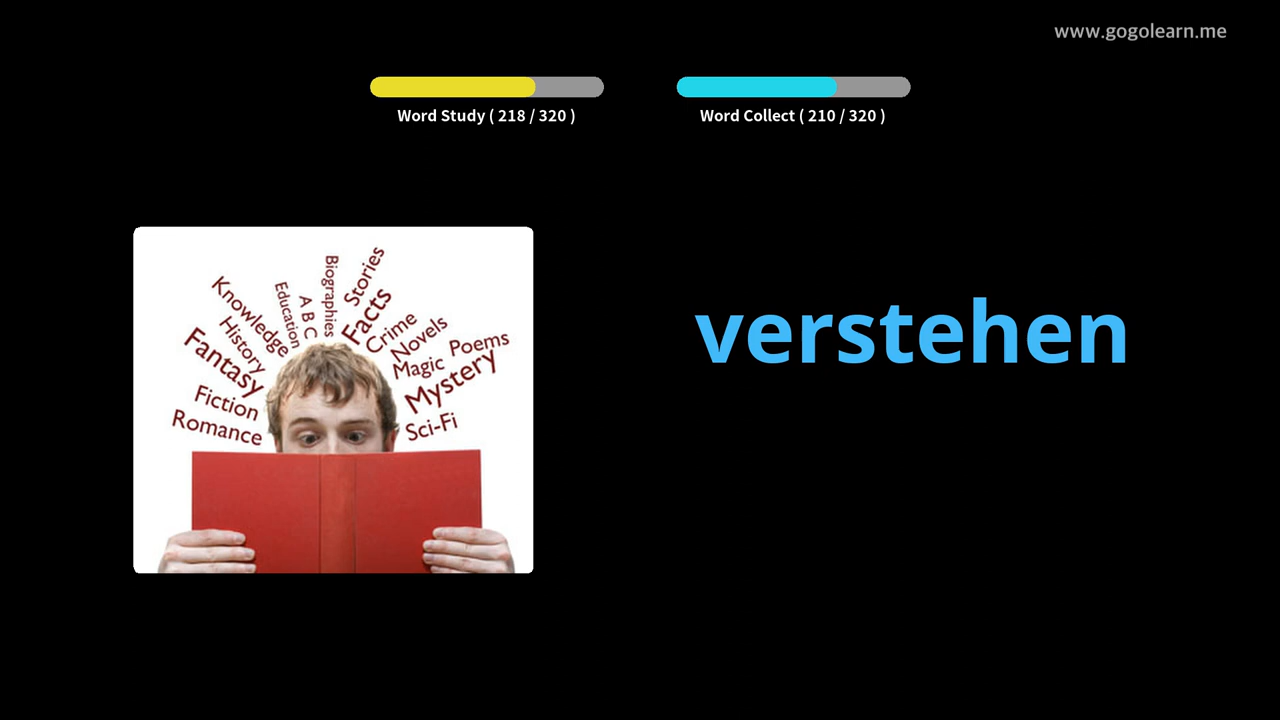 www.gogolearn.me
Word Study ( 218 / 320 )
Word Collect ( 210 / 320 )
Knowledge
Education
A B C
Biographies
Stories
History
Facts
Crime
Novels
Fantasy
Magic
Poems
Fiction
Mystery
Romance
Sci-Fi
verstehen